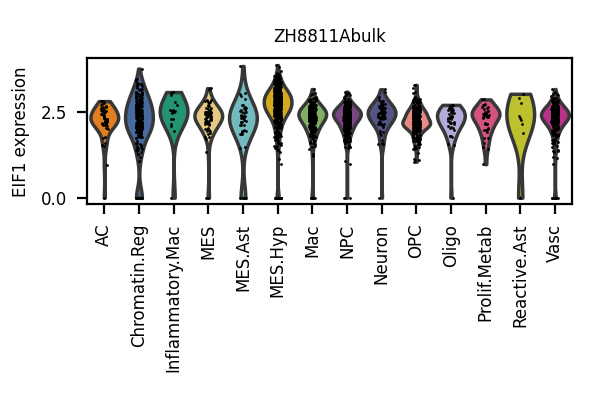 ZH8811Abulk
EIF1 expression
2.5
0.0
AC
Chromatin.Reg
Inflammatory.Mac
MES
MES.Ast
MES.Hyp
Mac
NPC
Neuron
OPC
Oligo
Prolif.Metab
Reactive.Ast
Vasc